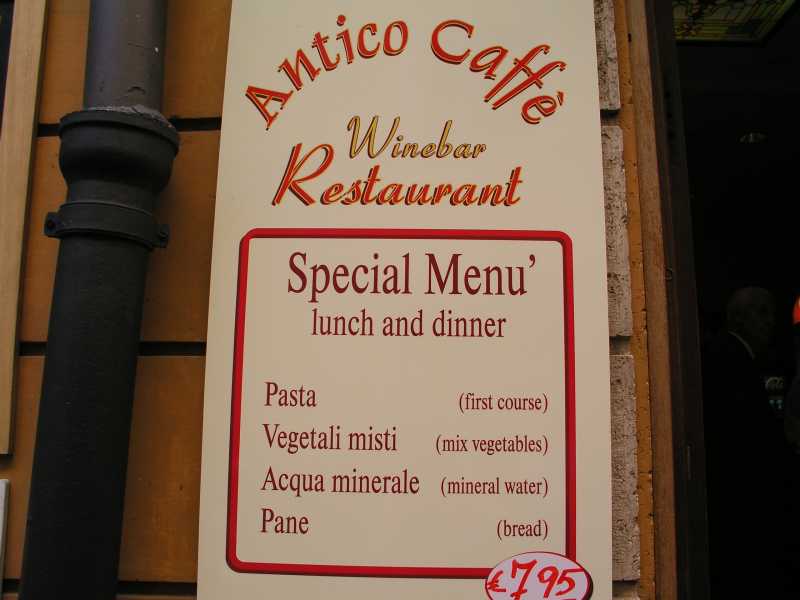 Antico Caffè
Winebar
Restaurant
Special Menu'
lunch and dinner
Pasta (first course)
Vegetali misti (mix vegetables)
Acqua minerale (mineral water)
Pane (bread)
€ 7 95